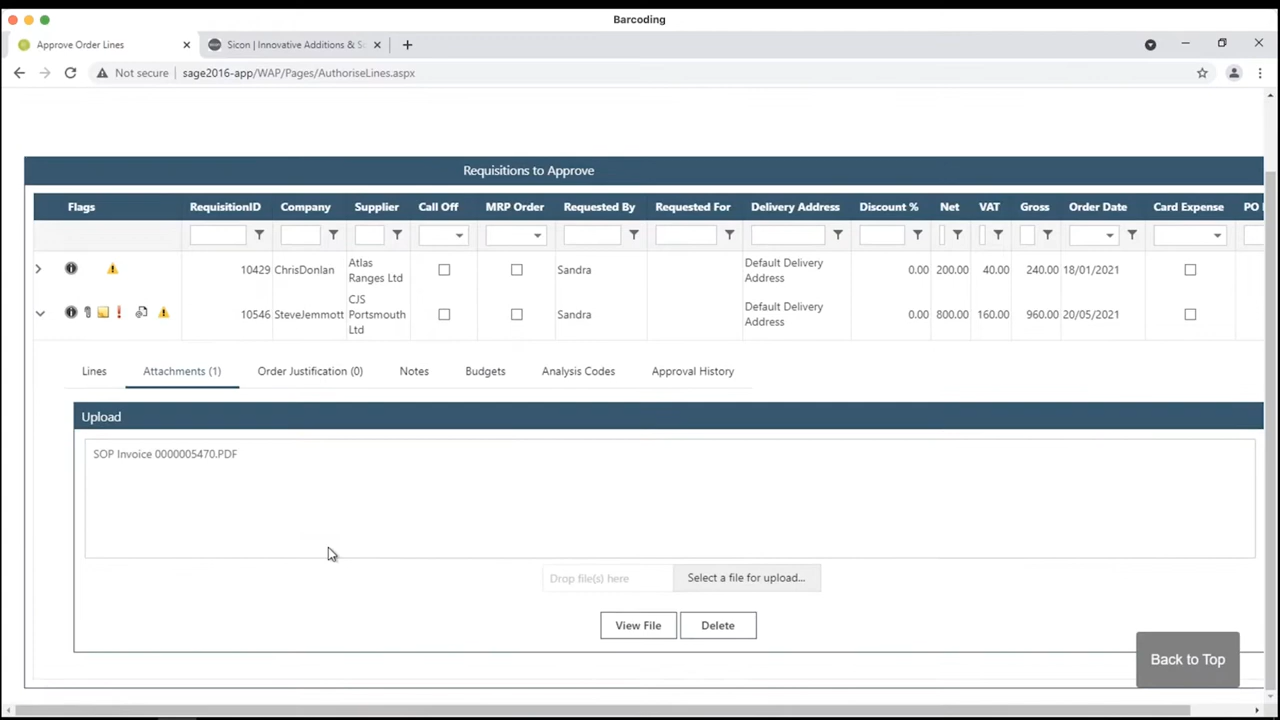 Barcoding
Approve Order Lines
Sicon | Innovative Additions & S
Not secure
sage2016-app/WAP/Pages/AuthoriseLines.aspx
Requisitions to Approve
Flags RequisitionID Company Supplier Call Off MRP Order Requested By Requested For Delivery Address Discount % Net VAT Gross Order Date Card Expense PO
10429 ChrisDonlan Atlas Ranges Ltd Sandra Default Delivery Address 0.00 200.00 40.00 240.00 18/01/2021
10546 SteveJemmott CJS Portsmouth Ltd Sandra Default Delivery Address 0.00 800.00 160.00 960.00 20/05/2021
Lines Attachments (1) Order Justification (0) Notes Budgets Analysis Codes Approval History
Upload
SOP Invoice 0000005470.PDF
Drop file(s) here Select a file for upload...
View File Delete
Back to Top